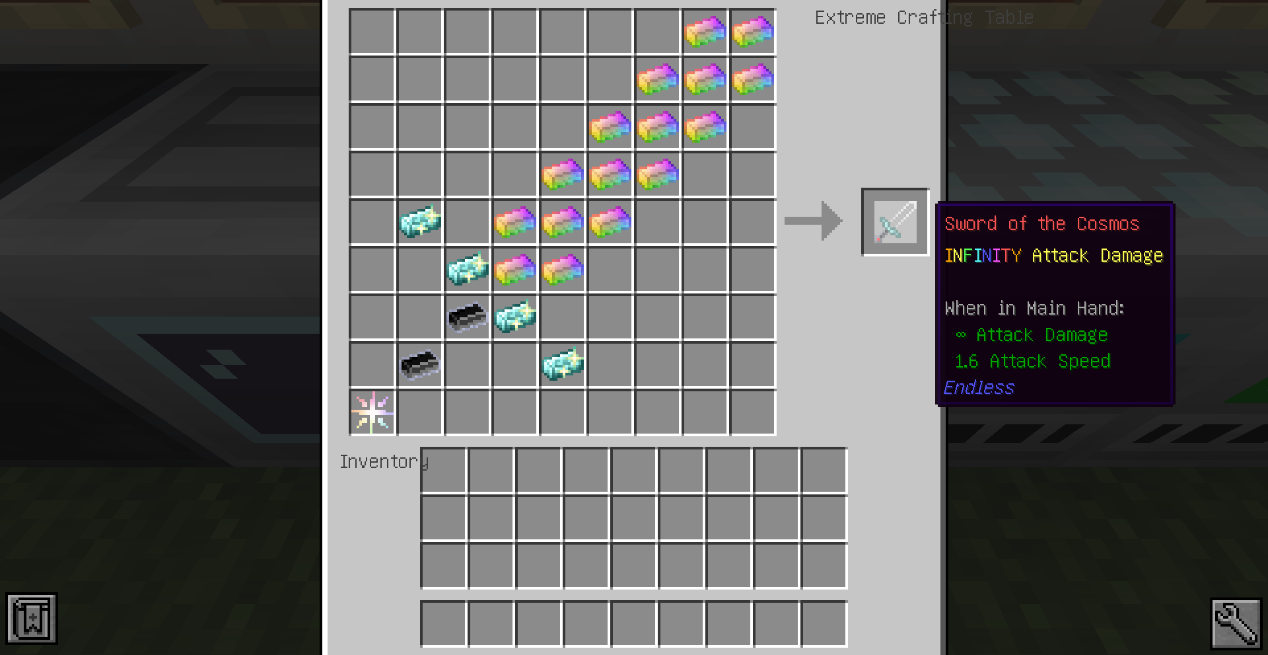 Extreme Crafting Table
Sword of the Cosmos
INFINITY Attack Damage
When in Main Hand:
∞ Attack Damage
1.6 Attack Speed
Endless
Inventory